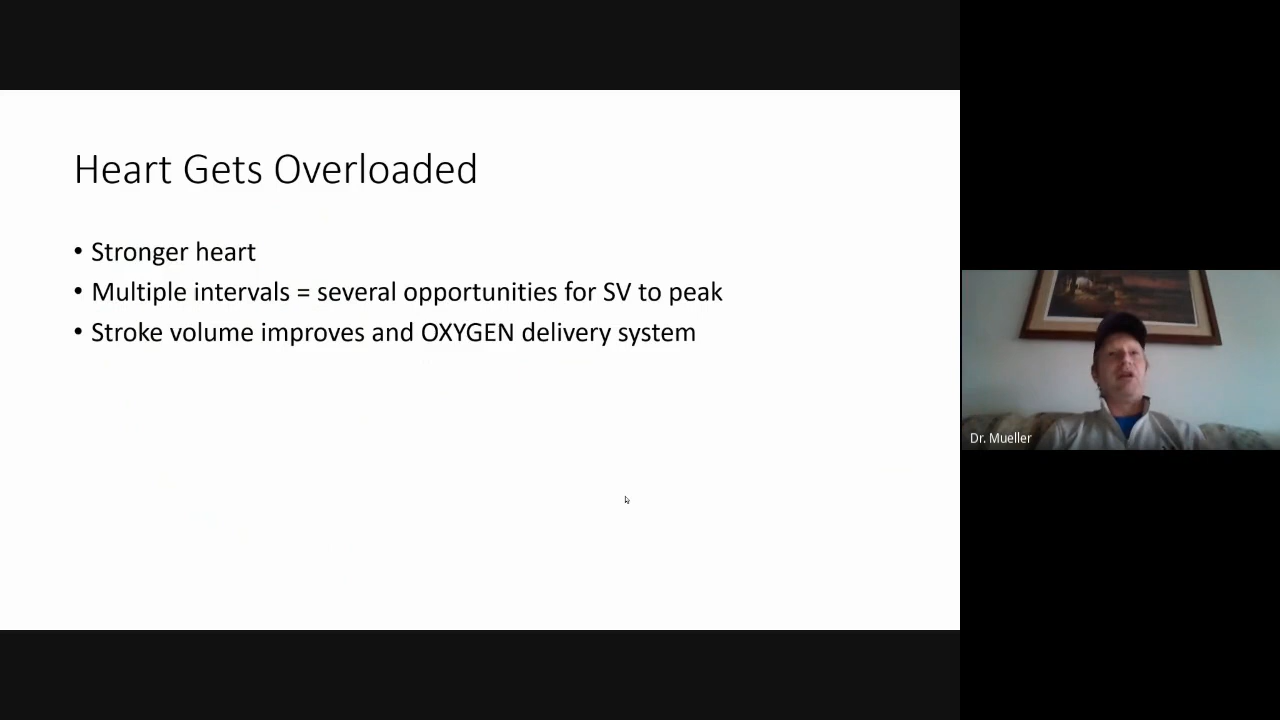 Heart Gets Overloaded
• Stronger heart
• Multiple intervals = several opportunities for SV to peak
• Stroke volume improves and OXYGEN delivery system
Dr. Mueller